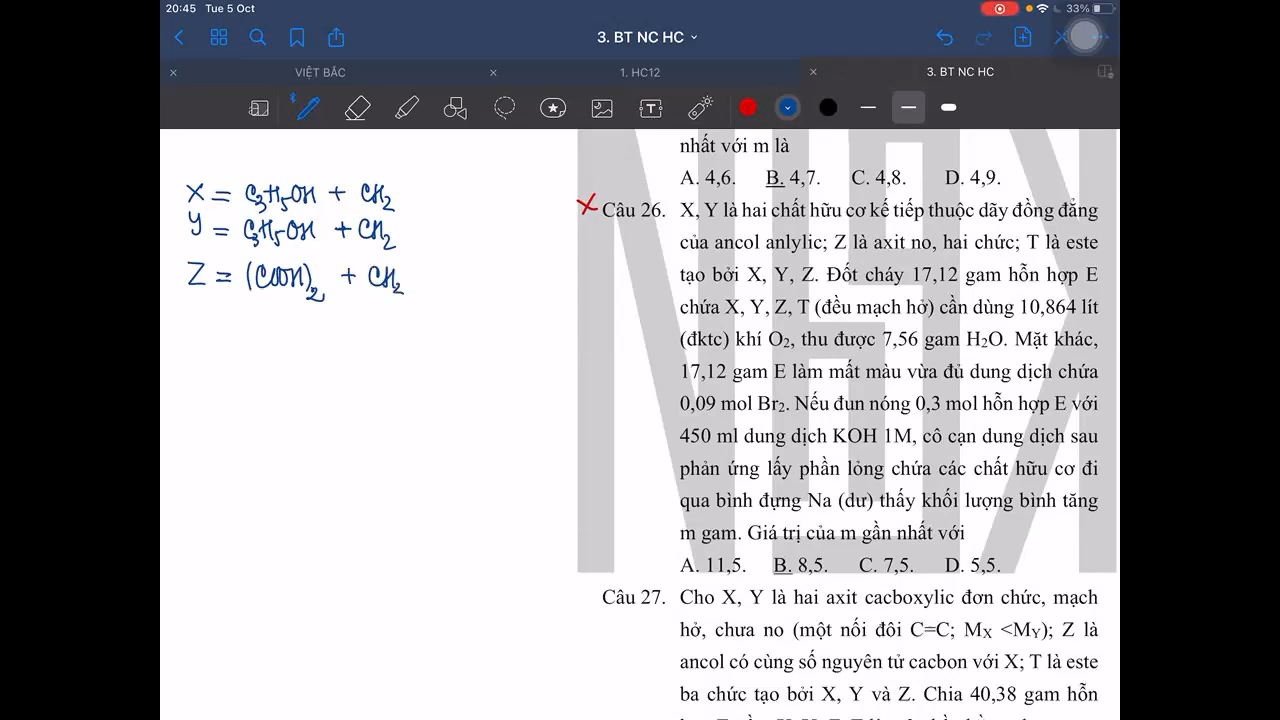 20:45 Tue 5 Oct
33%
3. BT NC HC
VIỆT BẮC
1. HC12
3. BT NC HC
X = C3H5OH + CH2
Y = C3H5OH + CH2
Z = (COOH)2 + CH2
nhất với m là
A. 4,6. B. 4,7. C. 4,8. D. 4,9.
X Câu 26. X, Y là hai chất hữu cơ kế tiếp thuộc dãy đồng đẳng
của ancol anlylic; Z là axit no, hai chức; T là este
tạo bởi X, Y, Z. Đốt cháy 17,12 gam hỗn hợp E
chứa X, Y, Z, T (đều mạch hở) cần dùng 10,864 lít
(đktc) khí O2, thu được 7,56 gam H2O. Mặt khác,
17,12 gam E làm mất màu vừa đủ dung dịch chứa
0,09 mol Br2. Nếu đun nóng 0,3 mol hỗn hợp E với
450 ml dung dịch KOH 1M, cô cạn dung dịch sau
phản ứng lấy phần lỏng chứa các chất hữu cơ đi
qua bình đựng Na (dư) thấy khối lượng bình tăng
m gam. Giá trị của m gần nhất với
A. 11,5. B. 8,5. C. 7,5. D. 5,5.
Câu 27. Cho X, Y là hai axit cacboxylic đơn chức, mạch
hở, chưa no (một nối đôi C=C; MX <MY); Z là
ancol có cùng số nguyên tử cacbon với X; T là este
ba chức tạo bởi X, Y và Z. Chia 40,38 gam hỗn